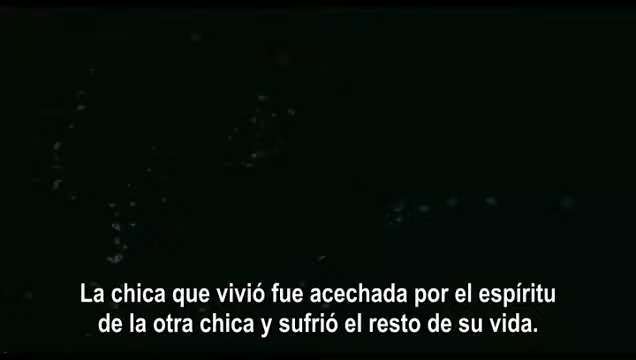 La chica que vivió fue acechada por el espíritu
de la otra chica y sufrió el resto de su vida.